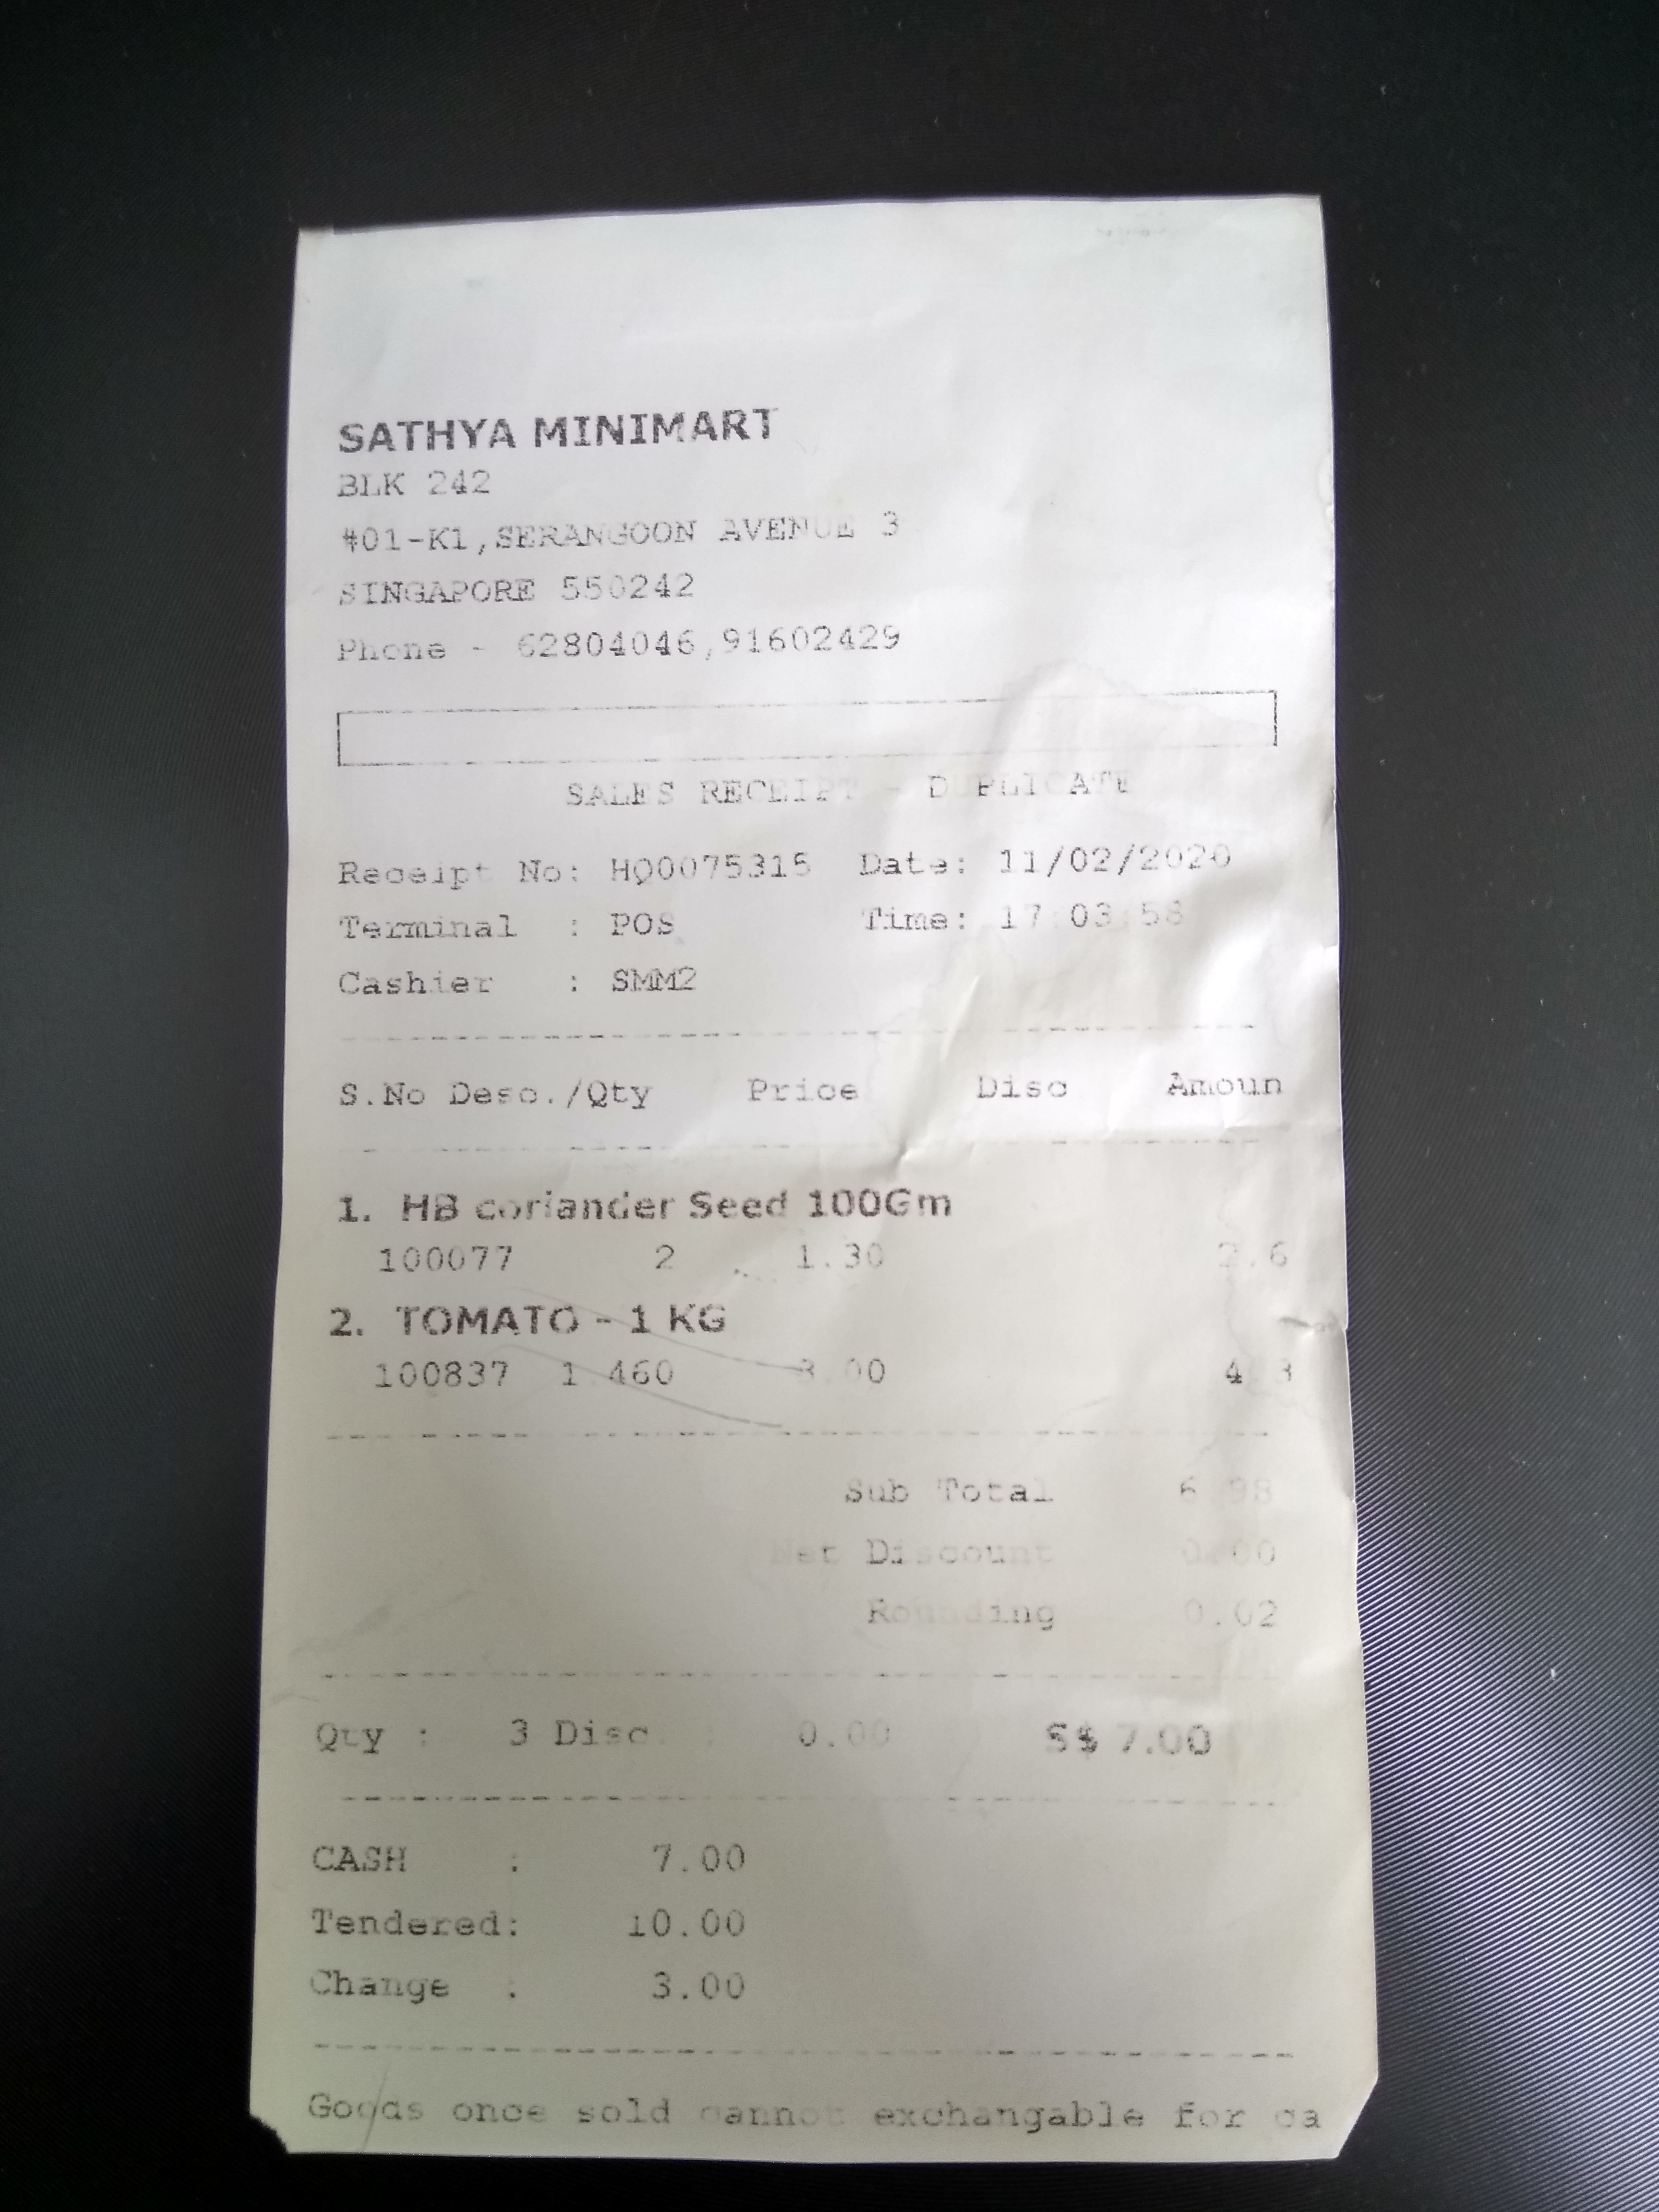 SATHYA MINIMART
BLK 242
#01-K1,SERANGOON AVENUE 3
SINGAPORE 550242
Phone - 62804046,91602429
SALES RECEIPT - DUPLICATE
Receipt No: HQ0075315 Date: 11/02/2020
Terminal : POS Time: 17:03:58
Cashier : SMM2
S.No Desc./Qty Price Disc Amoun
1. HB coriander Seed 100Gm
100077 2 1.30 2.6
2. TOMATO - 1 KG
100837 1.460 3.00 4.3
Sub Total 6.98
Net Discount 0.00
Rounding 0.02
Qty : 3 Disc. : 0.00 S$ 7.00
CASH : 7.00
Tendered: 10.00
Change : 3.00
Goods once sold cannot exchangable for ca